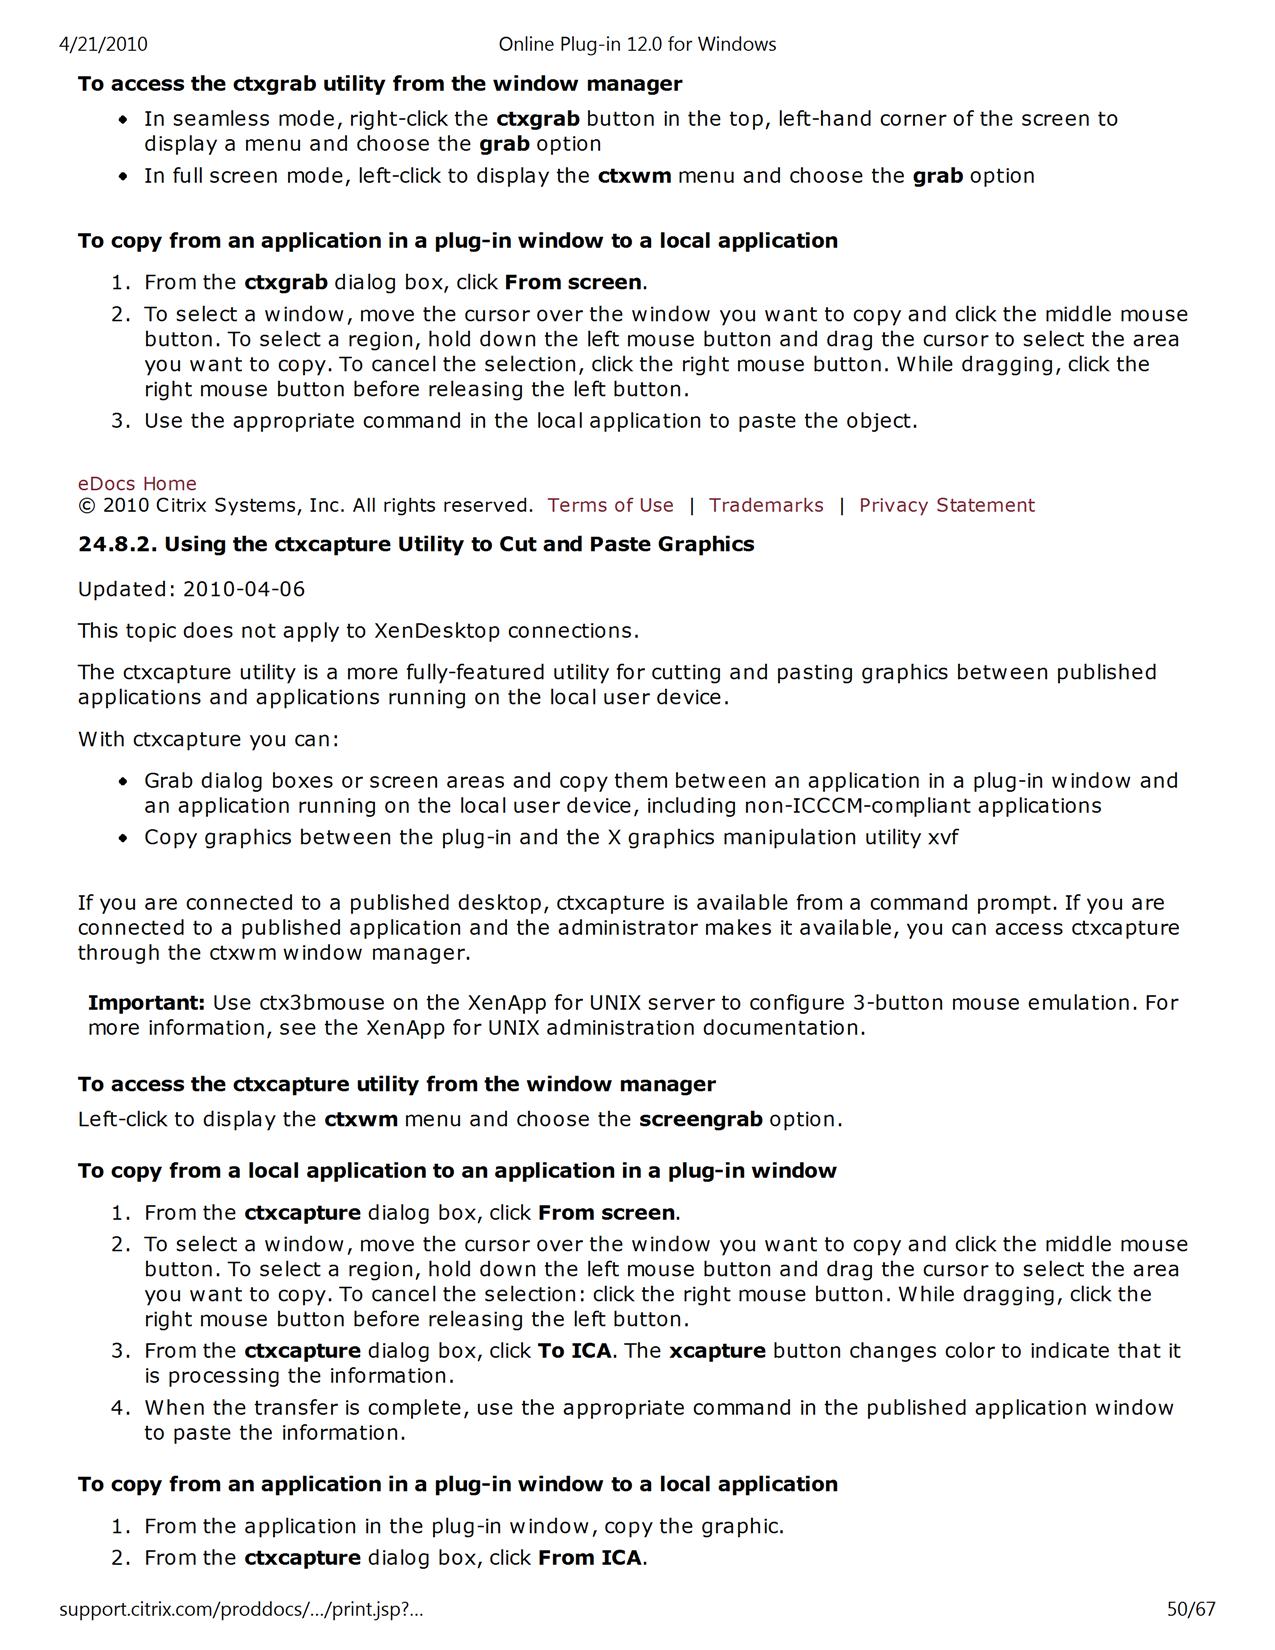 4/21/2010
Online Plug-in 12.0 for Windows
To access the ctxgrab utility from the window manager
• In seamless mode, right-click the ctxgrab button in the top, left-hand corner of the screen to
display a menu and choose the grab option
• In full screen mode, left-click to display the ctxwm menu and choose the grab option
To copy from an application in a plug-in window to a local application
1. From the ctxgrab dialog box, click From screen.
2. To select a window, move the cursor over the window you want to copy and click the middle mouse
button. To select a region, hold down the left mouse button and drag the cursor to select the area
you want to copy. To cancel the selection, click the right mouse button. While dragging, click the
right mouse button before releasing the left button.
3. Use the appropriate command in the local application to paste the object.
eDocs Home
© 2010 Citrix Systems, Inc. All rights reserved. Terms of Use | Trademarks | Privacy Statement
24.8.2. Using the ctxcapture Utility to Cut and Paste Graphics
Updated: 2010-04-06
This topic does not apply to XenDesktop connections.
The ctxcapture utility is a more fully-featured utility for cutting and pasting graphics between published
applications and applications running on the local user device.
With ctxcapture you can:
• Grab dialog boxes or screen areas and copy them between an application in a plug-in window and
an application running on the local user device, including non-ICCCM-compliant applications
• Copy graphics between the plug-in and the X graphics manipulation utility xvf
If you are connected to a published desktop, ctxcapture is available from a command prompt. If you are
connected to a published application and the administrator makes it available, you can access ctxcapture
through the ctxwm window manager.
Important: Use ctx3bmouse on the XenApp for UNIX server to configure 3-button mouse emulation. For
more information, see the XenApp for UNIX administration documentation.
To access the ctxcapture utility from the window manager
Left-click to display the ctxwm menu and choose the screengrab option.
To copy from a local application to an application in a plug-in window
1. From the ctxcapture dialog box, click From screen.
2. To select a window, move the cursor over the window you want to copy and click the middle mouse
button. To select a region, hold down the left mouse button and drag the cursor to select the area
you want to copy. To cancel the selection: click the right mouse button. While dragging, click the
right mouse button before releasing the left button.
3. From the ctxcapture dialog box, click To ICA. The xcapture button changes color to indicate that it
is processing the information.
4. When the transfer is complete, use the appropriate command in the published application window
to paste the information.
To copy from an application in a plug-in window to a local application
1. From the application in the plug-in window, copy the graphic.
2. From the ctxcapture dialog box, click From ICA.
support.citrix.com/proddocs/.../print.jsp?...
50/67